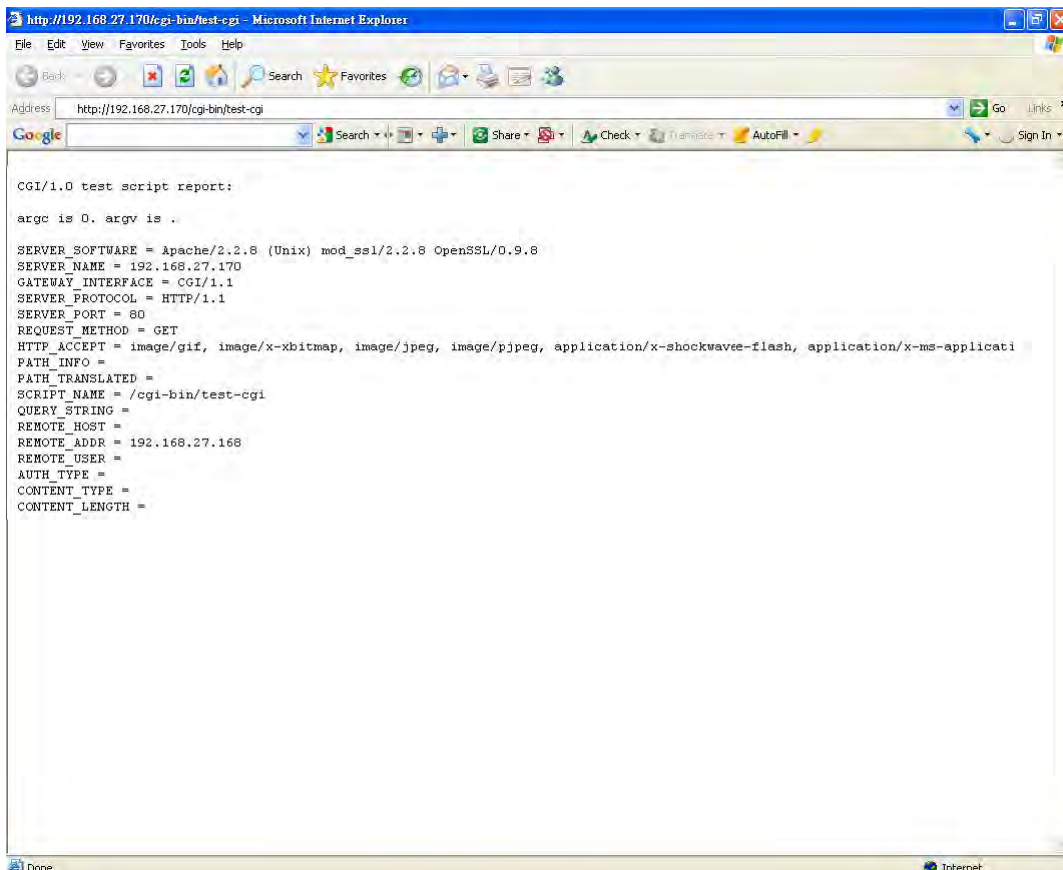 http://192.168.27.170/cgi-bin/test-cgi - Microsoft Internet Explorer
File Edit View Favorites Tools Help
Back Search Favorites
Address http://192.168.27.170/cgi-bin/test-cgi Go Links
Google Search Share Check Translate AutoFill Sign In
CGI/1.0 test script report:
argc is 0. argv is .
SERVER_SOFTWARE = Apache/2.2.8 (Unix) mod_ssl/2.2.8 OpenSSL/0.9.8
SERVER_NAME = 192.168.27.170
GATEWAY_INTERFACE = CGI/1.1
SERVER_PROTOCOL = HTTP/1.1
SERVER_PORT = 80
REQUEST_METHOD = GET
HTTP_ACCEPT = image/gif, image/x-xbitmap, image/jpeg, image/pjpeg, application/x-shockwavee-flash, application/x-ms-applicati
PATH_INFO =
PATH_TRANSLATED =
SCRIPT_NAME = /cgi-bin/test-cgi
QUERY_STRING =
REMOTE_HOST =
REMOTE_ADDR = 192.168.27.168
REMOTE_USER =
AUTH_TYPE =
CONTENT_TYPE =
CONTENT_LENGTH =
Done Internet